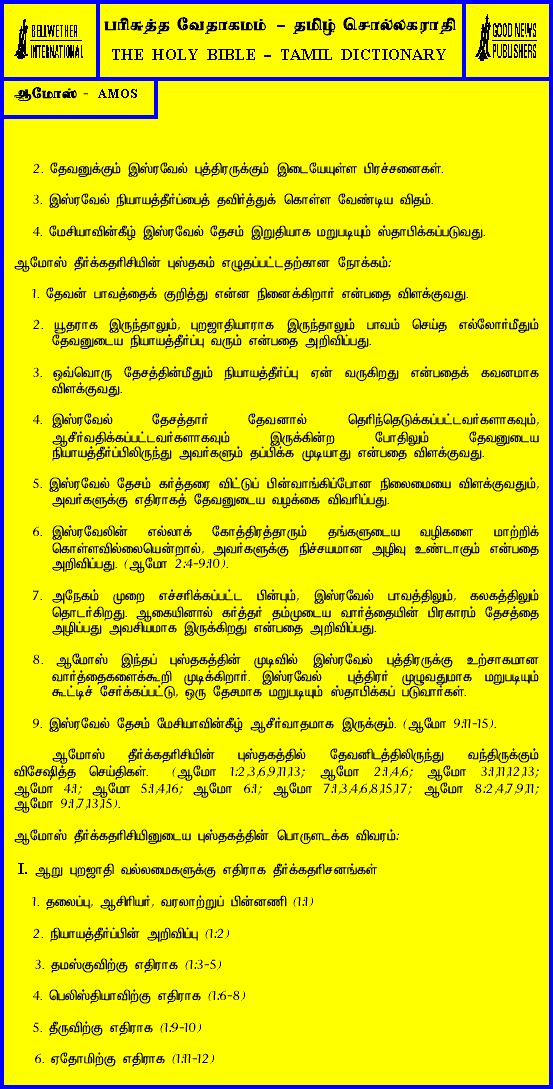 BELLWETHER
INTERNATIONAL
பரிசுத்த வேதாகமம் – தமிழ் சொல்லகராதி
THE HOLY BIBLE – TAMIL DICTIONARY
GOOD NEWS
PUBLISHERS
ஆமோஸ் - AMOS
2. தேவனுக்கும் இஸ்ரவேல் புத்திரருக்கும் இடையேயுள்ள பிரச்சனைகள்.
3. இஸ்ரவேல் நியாயத்தீர்ப்பைத் தவிர்த்துக் கொள்ள வேண்டிய விதம்.
4. மேசியாவின்கீழ் இஸ்ரவேல் தேசம் இறுதியாக மறுபடியும் ஸ்தாபிக்கப்படுவது.
ஆமோஸ் தீர்க்கதரிசியின் புஸ்தகம் எழுதப்பட்டதற்கான நோக்கம்:
1. தேவன் பாவத்தைக் குறித்து என்ன நினைக்கிறார் என்பதை விளக்குவது.
2. யூதராக இருந்தாலும், புறஜாதியாராக இருந்தாலும் பாவம் செய்த எல்லோர்மீதும்
தேவனுடைய நியாயத்தீர்ப்பு வரும் என்பதை அறிவிப்பது.
3. ஒவ்வொரு தேசத்தின்மீதும் நியாயத்தீர்ப்பு ஏன் வருகிறது என்பதைக் கவனமாக
விளக்குவது.
4. இஸ்ரவேல் தேசத்தார் தேவனால் தெரிந்தெடுக்கப்பட்டவர்களாகவும்,
ஆசீர்வதிக்கப்பட்டவர்களாகவும் இருக்கின்ற போதிலும் தேவனுடைய
நியாயத்தீர்ப்பிலிருந்து அவர்களும் தப்பிக்க முடியாது என்பதை விளக்குவது.
5. இஸ்ரவேல் தேசம் கர்த்தரை விட்டுப் பின்வாங்கிப்போன நிலைமையை விளக்குவதும்,
அவர்களுக்கு எதிராகத் தேவனுடைய வழக்கை விவரிப்பது.
6. இஸ்ரவேலின் எல்லாக் கோத்திரத்தாரும் தங்களுடைய வழிகளை மாற்றிக்
கொள்ளவில்லையென்றால், அவர்களுக்கு நிச்சயமான அழிவு உண்டாகும் என்பதை
அறிவிப்பது. (ஆமோ 2:4-9:10).
7. அநேகம் முறை எச்சரிக்கப்பட்ட பின்பும், இஸ்ரவேல் பாவத்திலும், கலகத்திலும்
தொடர்கிறது. ஆகையினால் கர்த்தர் தம்முடைய வார்த்தையின் பிரகாரம் தேசத்தை
அழிப்பது அவசியமாக இருக்கிறது என்பதை அறிவிப்பது.
8. ஆமோஸ் இந்தப் புஸ்தகத்தின் முடிவில் இஸ்ரவேல் புத்திரருக்கு உற்சாகமான
வார்த்தைகளைக்கூறி முடிக்கிறார். இஸ்ரவேல் புத்திரர் முழுவதுமாக மறுபடியும்
கூட்டிச் சேர்க்கப்பட்டு, ஒரு தேசமாக மறுபடியும் ஸ்தாபிக்கப் படுவார்கள்.
9. இஸ்ரவேல் தேசம் மேசியாவின்கீழ் ஆசீர்வாதமாக இருக்கும். (ஆமோ 9:11-15).
ஆமோஸ் தீர்க்கதரிசியின் புஸ்தகத்தில் தேவனிடத்திலிருந்து வந்திருக்கும்
விசேஷித்த செய்திகள். (ஆமோ 1:2,3,6,9,11,13; ஆமோ 2:1,4,6; ஆமோ 3:1,11,12,13;
ஆமோ 4:1; ஆமோ 5:1,4,16; ஆமோ 6:1; ஆமோ 7:1,3,4,6,8,15,17; ஆமோ 8:2,4,7,9,11;
ஆமோ 9:1,7,13,15).
ஆமோஸ் தீர்க்கதரிசியினுடைய புஸ்தகத்தின் பொருளடக்க விவரம்:
I. ஆறு புறஜாதி வல்லமைகளுக்கு எதிராக தீர்க்கதரிசனங்கள்
1. தலைப்பு, ஆசிரியர், வரலாற்றுப் பின்னணி (1:1)
2. நியாயத்தீர்ப்பின் அறிவிப்பு (1:2)
3. தமஸ்குவிற்கு எதிராக (1:3-5)
4. பெலிஸ்தியாவிற்கு எதிராக (1:6-8)
5. தீருவிற்கு எதிராக (1:9-10)
6. ஏதோமிற்கு எதிராக (1:11-12)